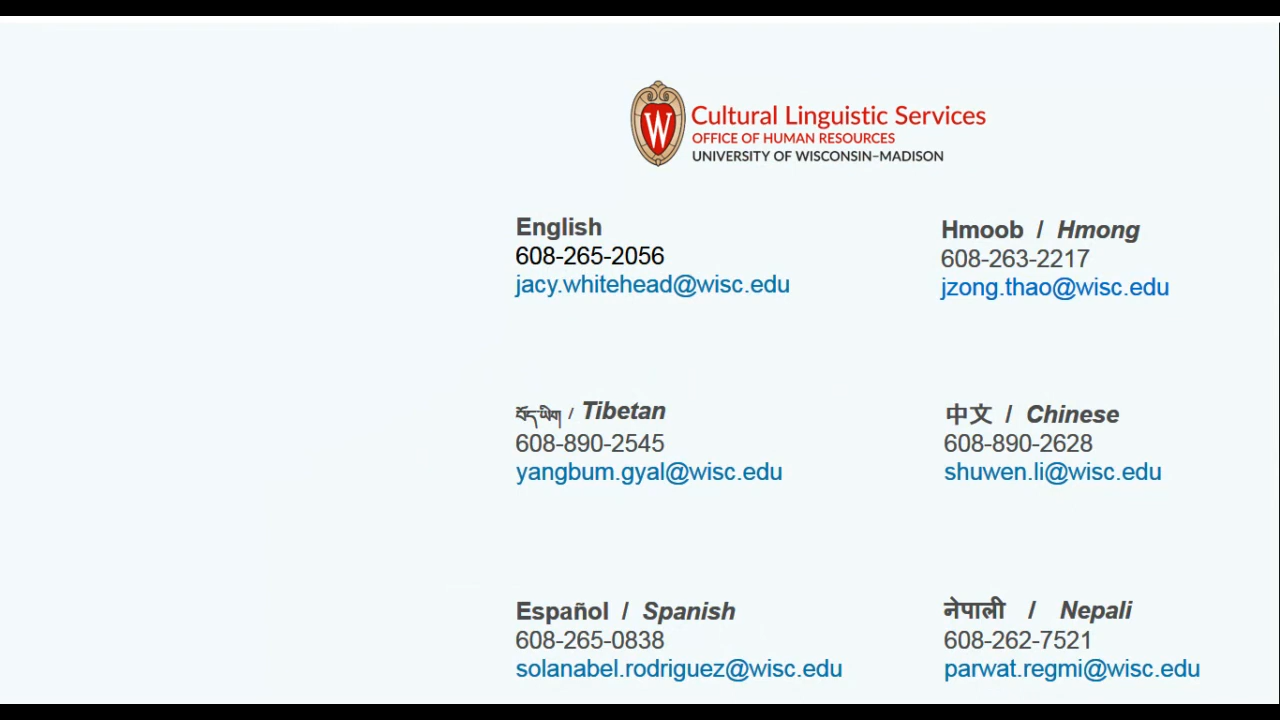 W
Cultural Linguistic Services
OFFICE OF HUMAN RESOURCES
UNIVERSITY OF WISCONSIN–MADISON
English
608-265-2056
jacy.whitehead@wisc.edu
Hmoob / Hmong
608-263-2217
jzong.thao@wisc.edu
བོད་ཡིག / Tibetan
608-890-2545
yangbum.gyal@wisc.edu
中文 / Chinese
608-890-2628
shuwen.li@wisc.edu
Español / Spanish
608-265-0838
solanabel.rodriguez@wisc.edu
नेपाली / Nepali
608-262-7521
parwat.regmi@wisc.edu